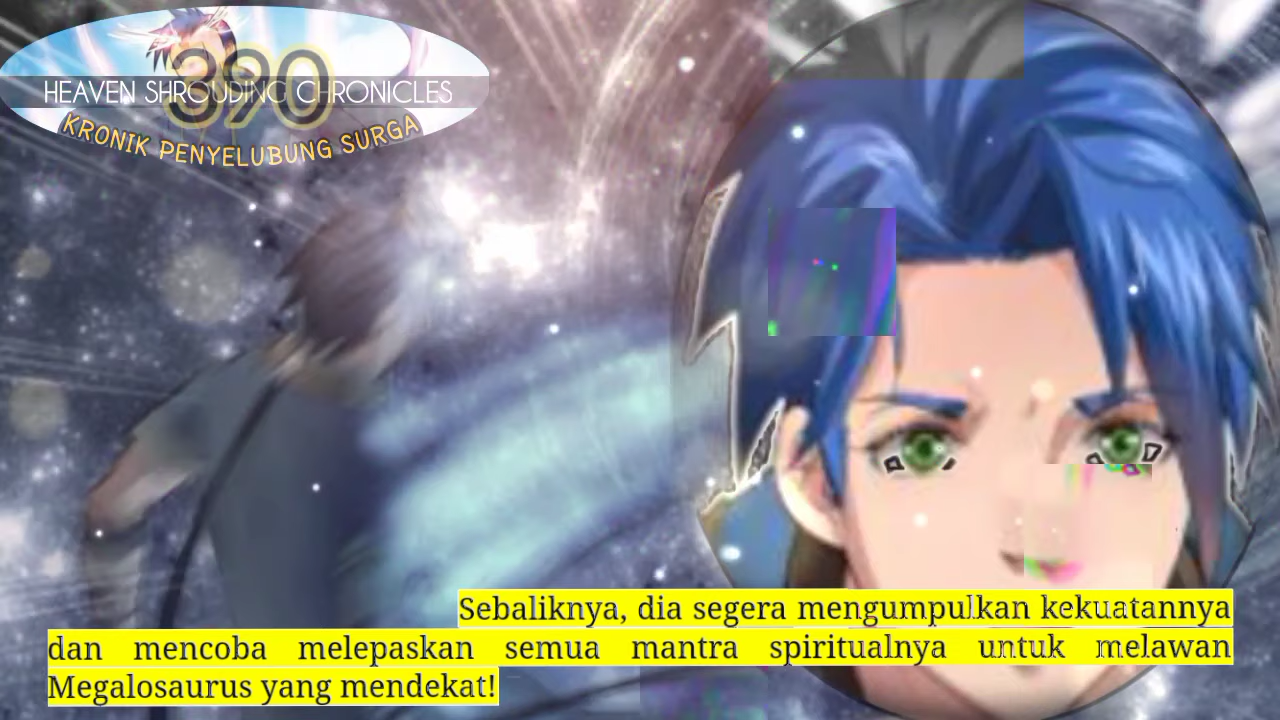 390
HEAVEN SHROUDING CHRONICLES
KRONIK PENYELUBUNG SURGA
Sebaliknya, dia segera mengumpulkan kekuatannya
dan mencoba melepaskan semua mantra spiritualnya untuk melawan
Megalosaurus yang mendekat!